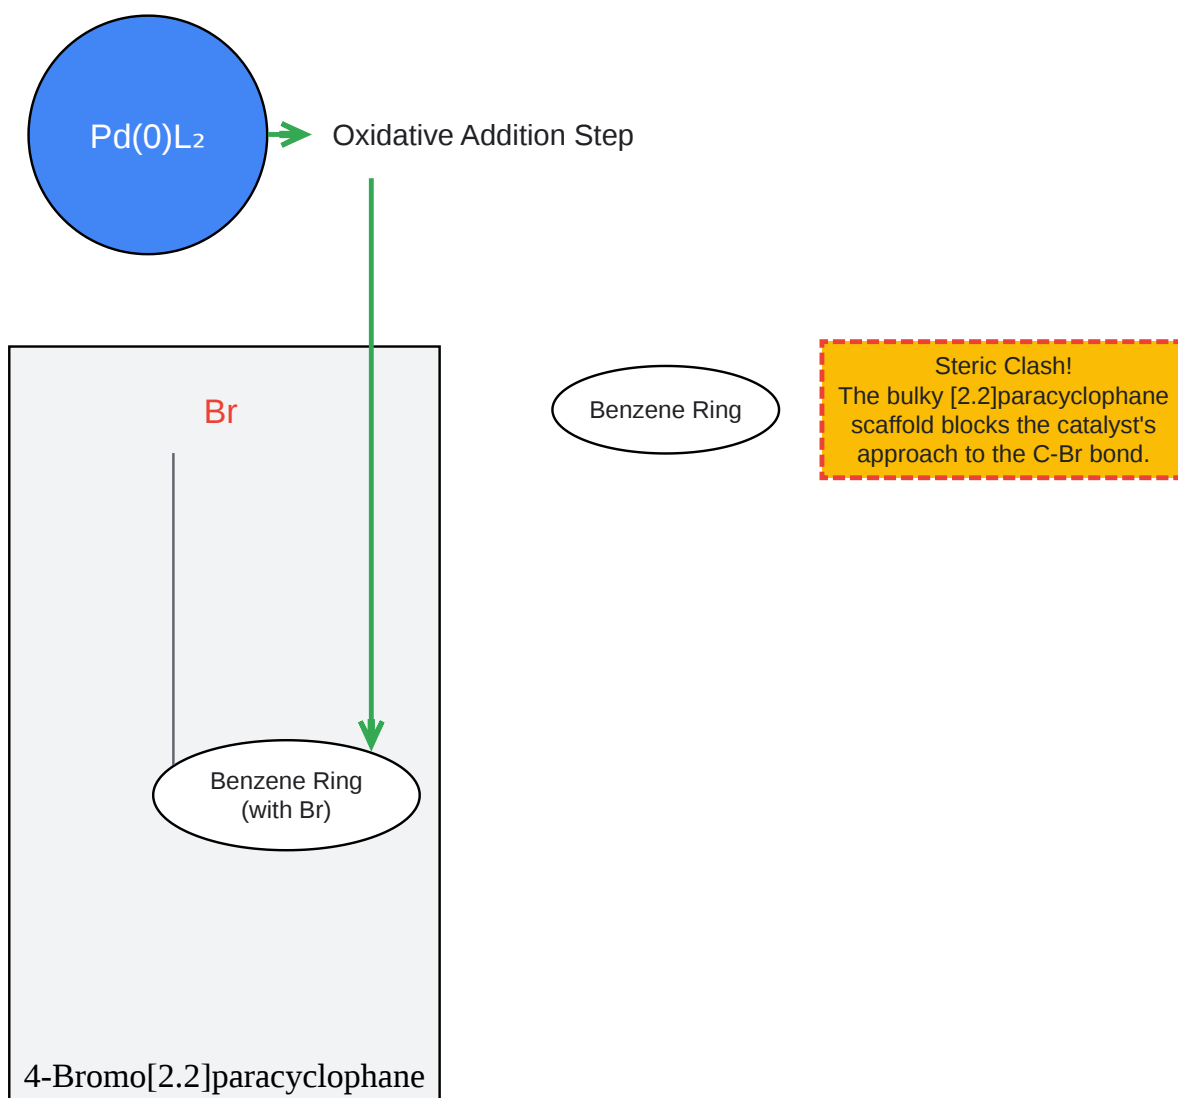 Pd(0)L₂
Oxidative Addition Step
Br
Benzene Ring
Steric Clash!
The bulky [2.2]paracyclophane
scaffold blocks the catalyst's
approach to the C-Br bond.
Benzene Ring
(with Br)
4-Bromo[2.2]paracyclophane